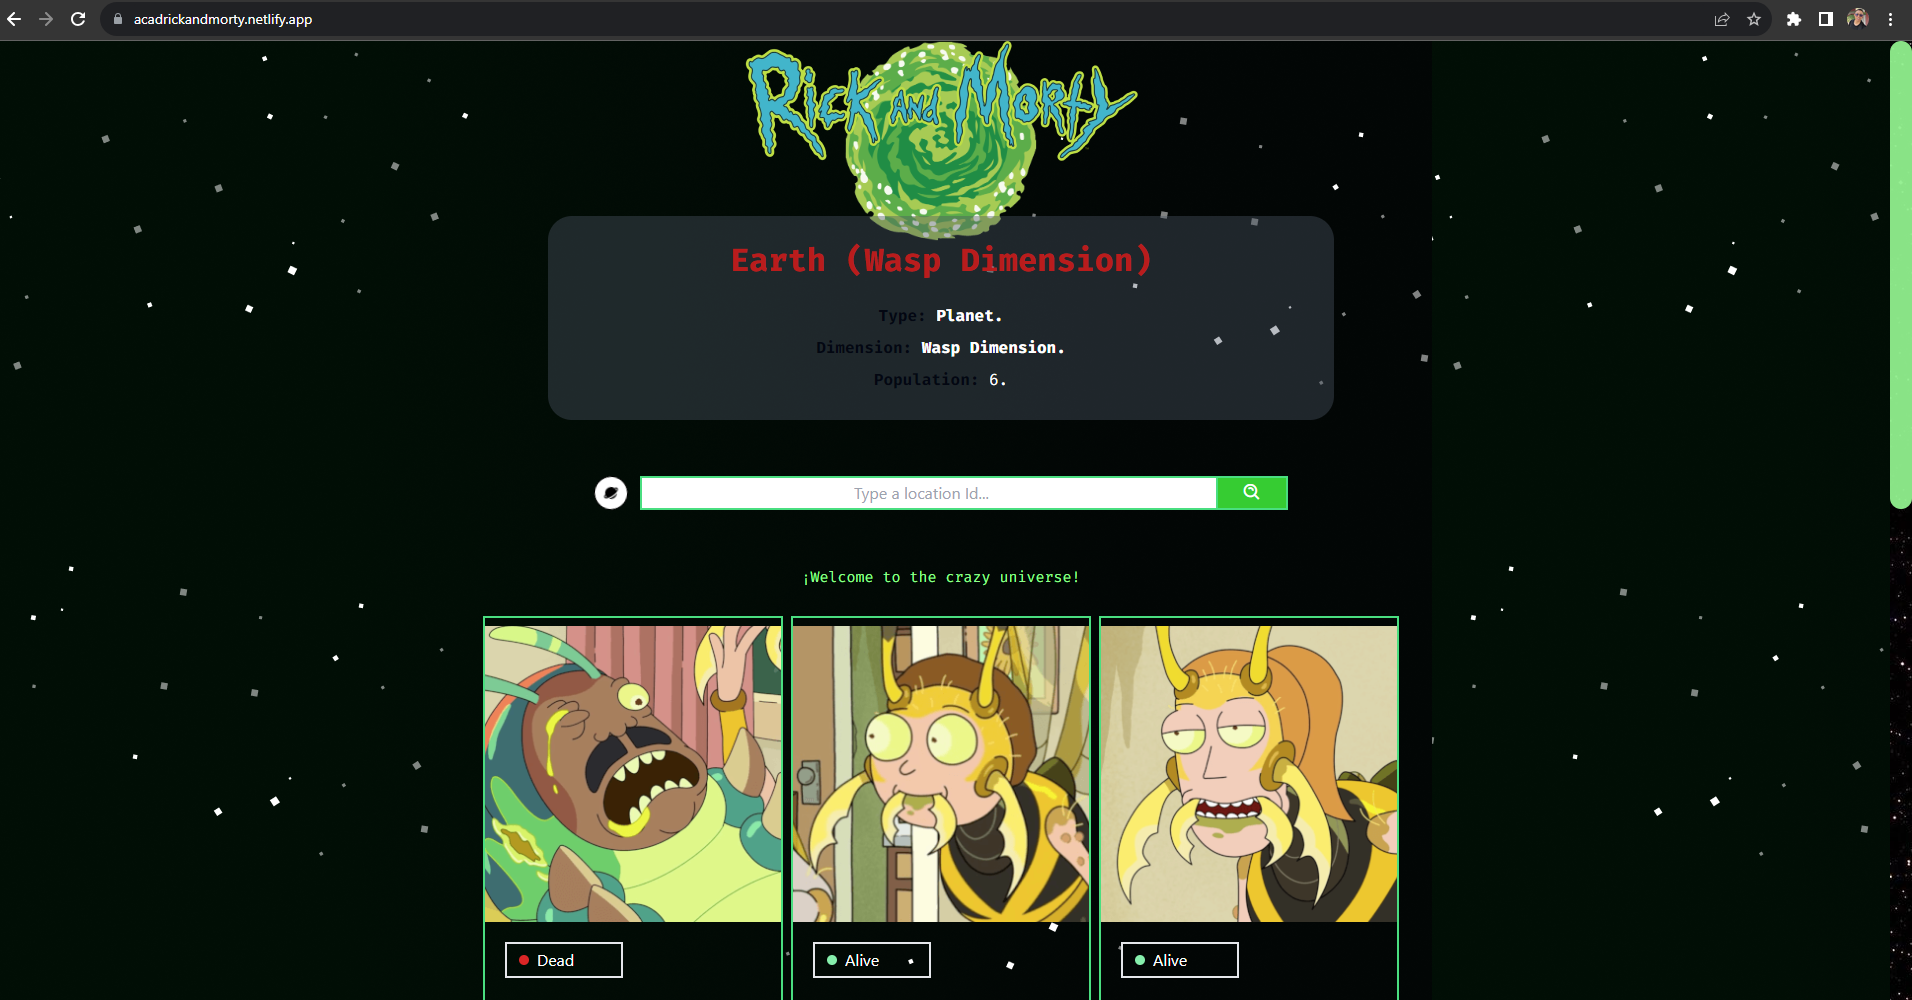 acadrickandmorty.netlify.app
RICK AND MORTY
Earth (Wasp Dimension)
Type: Planet.
Dimension: Wasp Dimension.
Population: 6.
Type a location Id...
¡Welcome to the crazy universe!
Dead
Alive
Alive